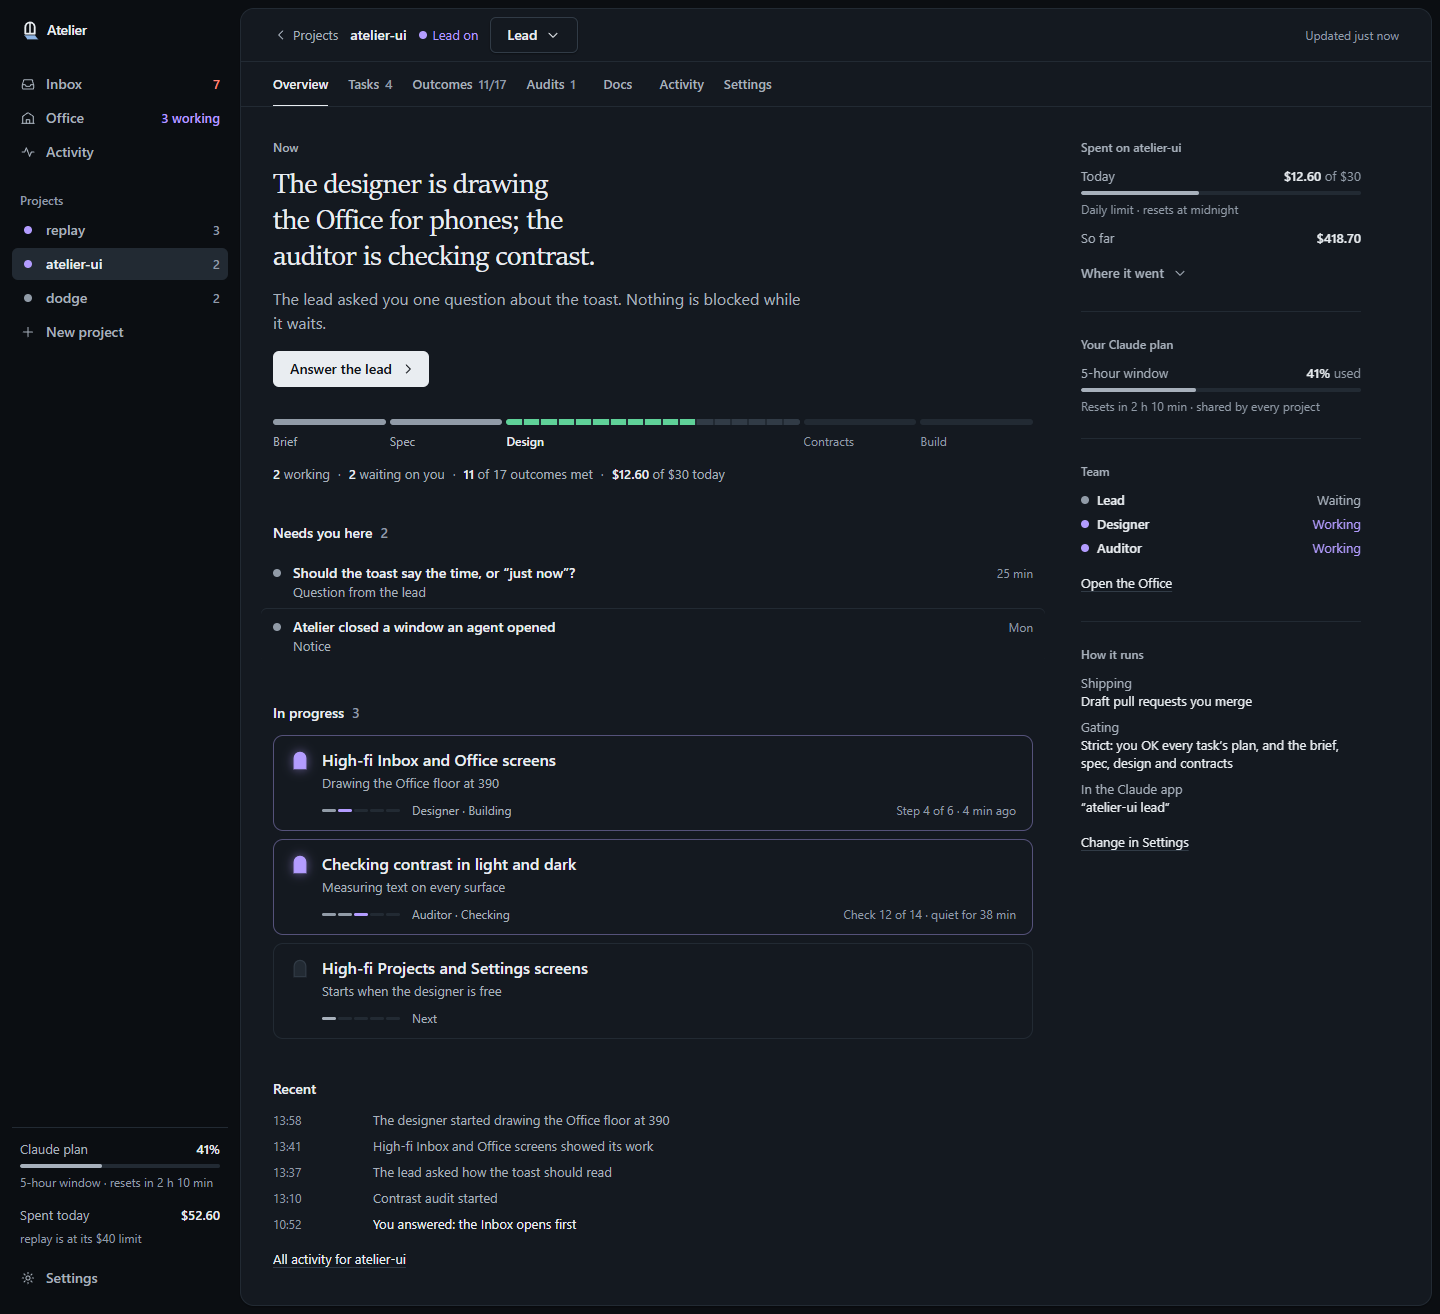 Atelier
Inbox 7
Office 3 working
Activity
Projects
replay 3
atelier-ui 2
dodge 2
New project
Claude plan 41%
5-hour window · resets in 2 h 10 min
Spent today $52.60
replay is at its $40 limit
Settings
Projects atelier-ui Lead on Lead Updated just now
Overview Tasks 4 Outcomes 11/17 Audits 1 Docs Activity Settings
Now
The designer is drawing
the Office for phones; the
auditor is checking contrast.
The lead asked you one question about the toast. Nothing is blocked while
it waits.
Answer the lead
Brief Spec Design Contracts Build
2 working · 2 waiting on you · 11 of 17 outcomes met · $12.60 of $30 today
Needs you here 2
Should the toast say the time, or “just now”? 25 min
Question from the lead
Atelier closed a window an agent opened Mon
Notice
In progress 3
High-fi Inbox and Office screens
Drawing the Office floor at 390
Designer · Building Step 4 of 6 · 4 min ago
Checking contrast in light and dark
Measuring text on every surface
Auditor · Checking Check 12 of 14 · quiet for 38 min
High-fi Projects and Settings screens
Starts when the designer is free
Next
Recent
13:58 The designer started drawing the Office floor at 390
13:41 High-fi Inbox and Office screens showed its work
13:37 The lead asked how the toast should read
13:10 Contrast audit started
10:52 You answered: the Inbox opens first
All activity for atelier-ui
Spent on atelier-ui
Today $12.60 of $30
Daily limit · resets at midnight
So far $418.70
Where it went
Your Claude plan
5-hour window 41% used
Resets in 2 h 10 min · shared by every project
Team
Lead Waiting
Designer Working
Auditor Working
Open the Office
How it runs
Shipping
Draft pull requests you merge
Gating
Strict: you OK every task's plan, and the brief,
spec, design and contracts
In the Claude app
“atelier-ui lead”
Change in Settings